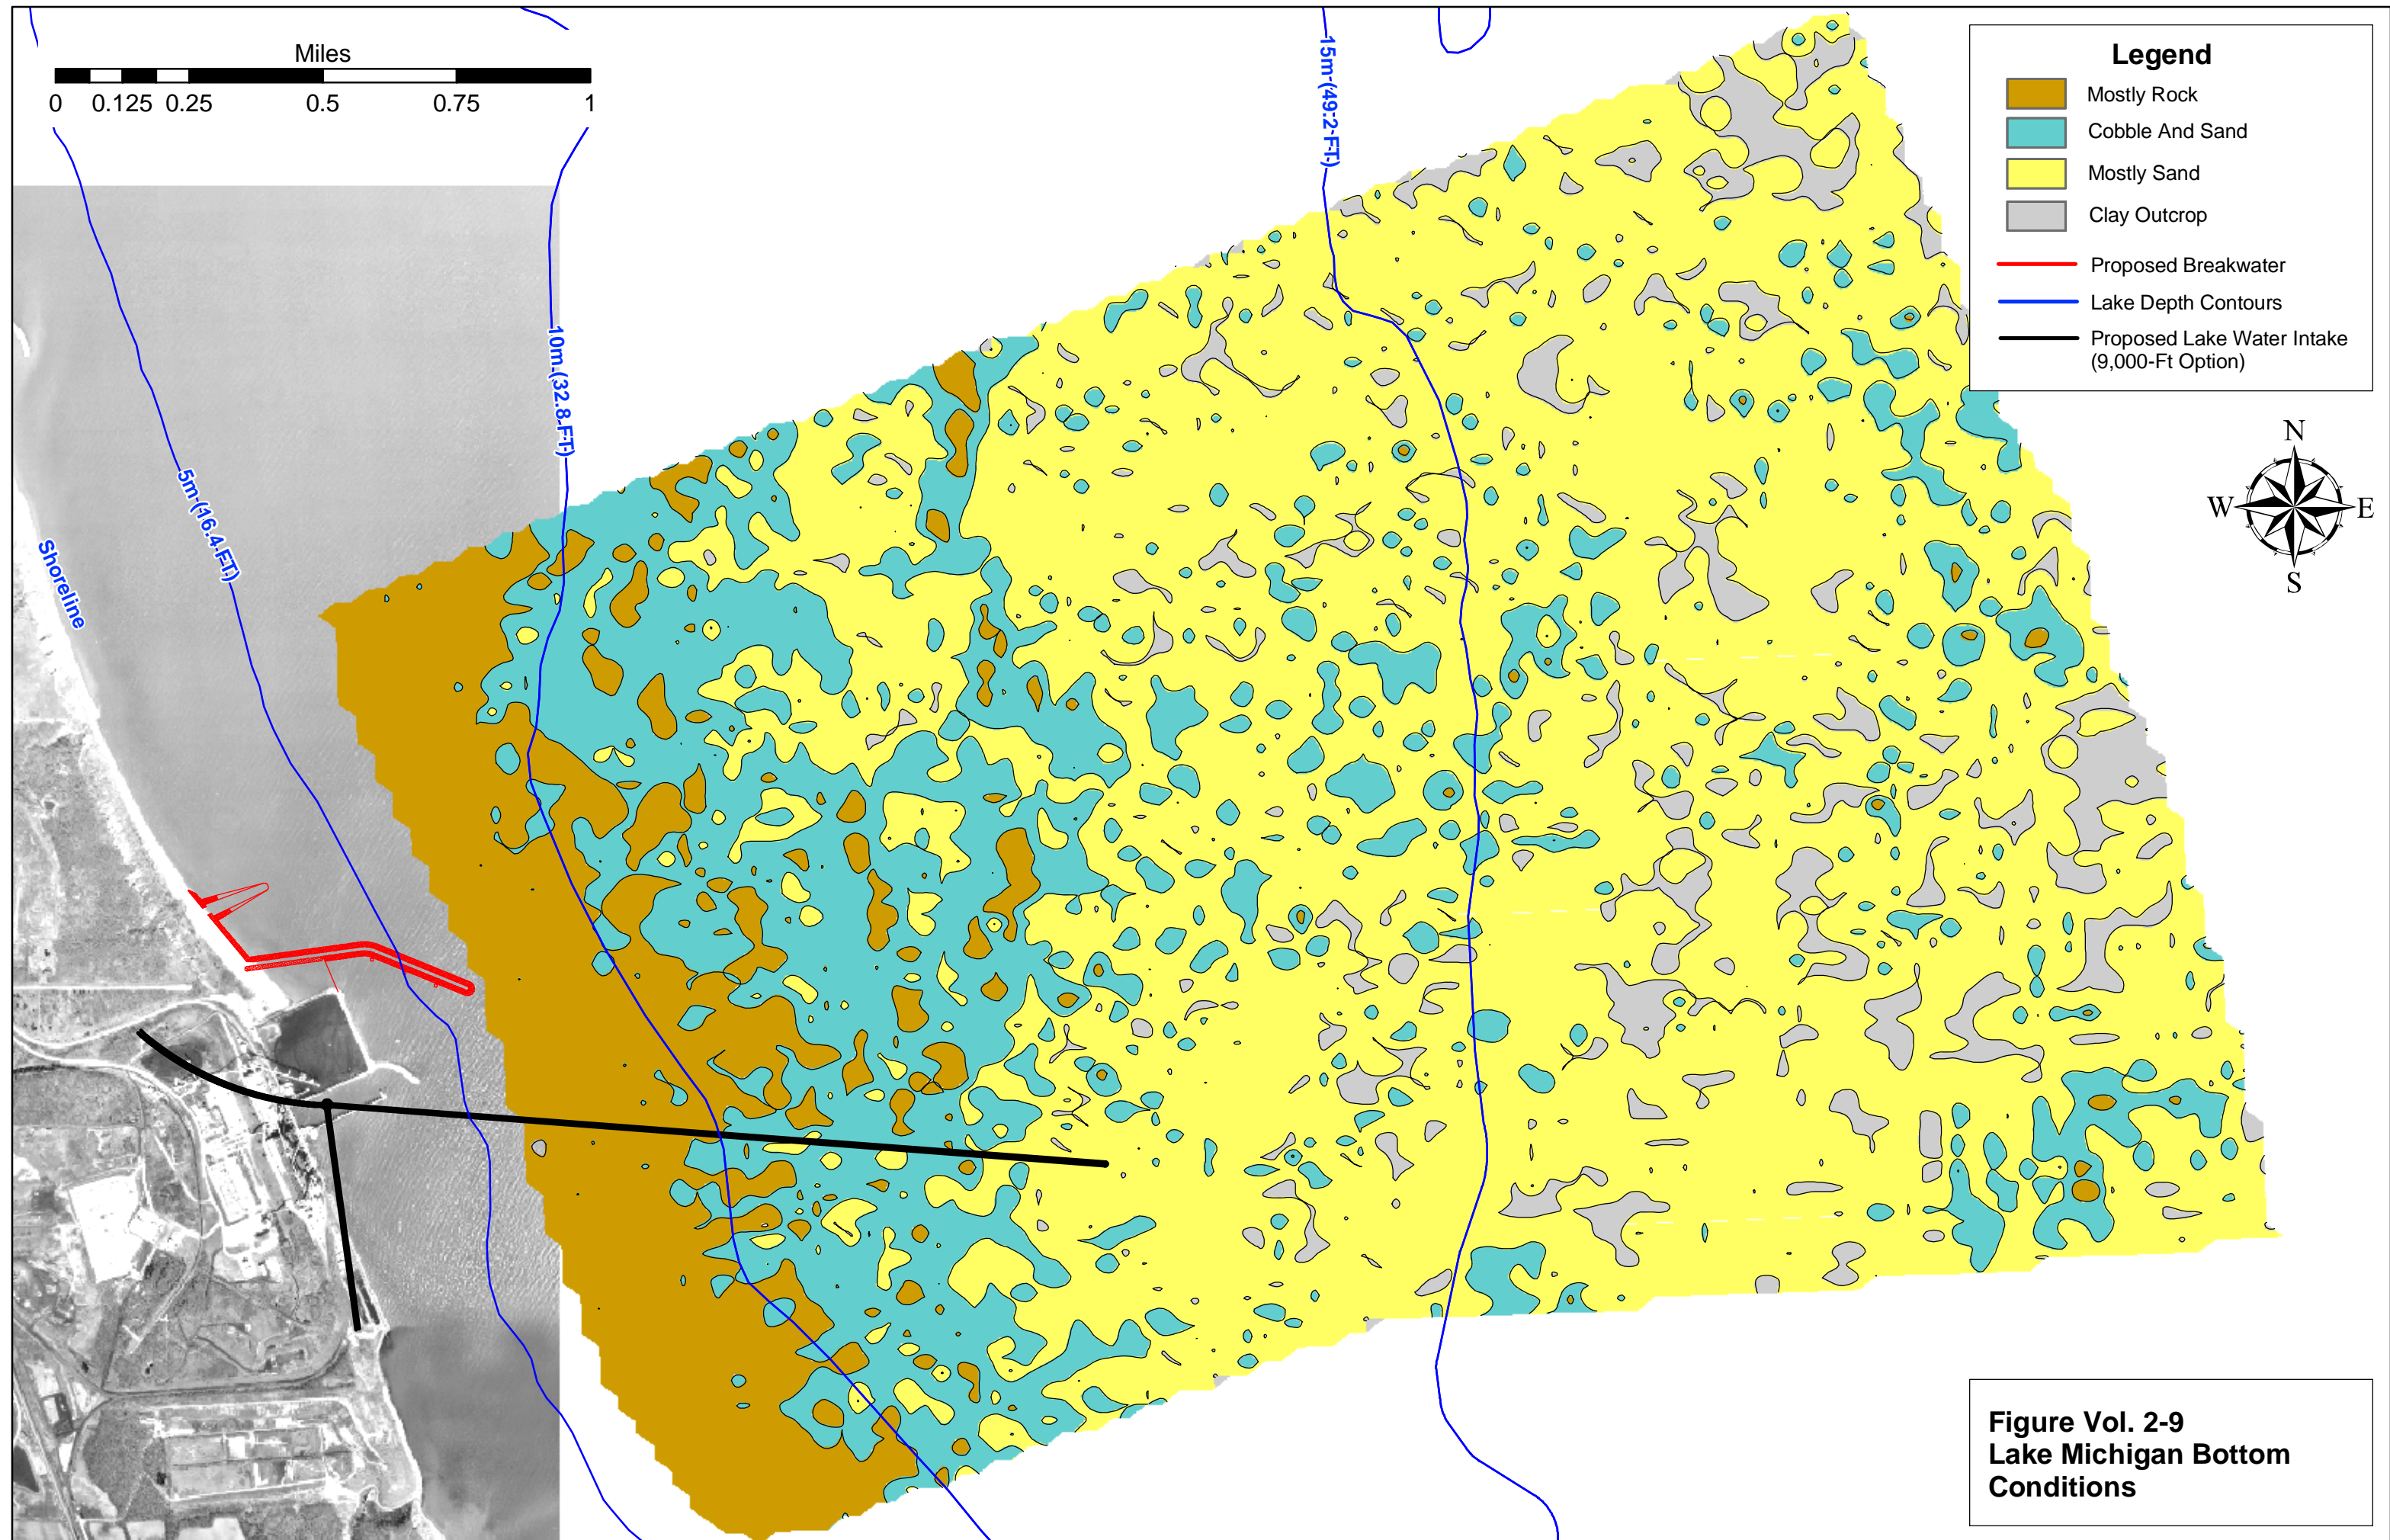 Miles
0 0.125 0.25 0.5 0.75 1
15m (49.2 FT)
10m (32.8 FT)
5m (16.4 FT)
Shoreline
Legend
Mostly Rock
Cobble And Sand
Mostly Sand
Clay Outcrop
Proposed Breakwater
Lake Depth Contours
Proposed Lake Water Intake
(9,000-Ft Option)
N
W E
S
Figure Vol. 2-9
Lake Michigan Bottom
Conditions